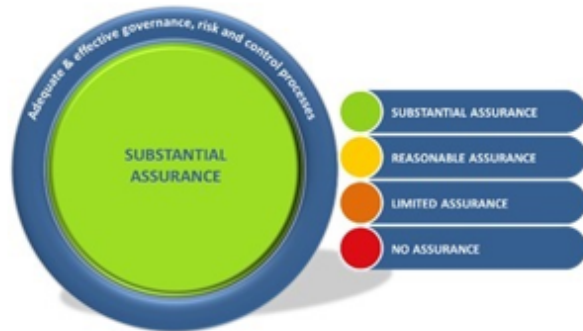 Adequate & effective governance, risk and control processes
SUBSTANTIAL
ASSURANCE
SUBSTANTIAL ASSURANCE
REASONABLE ASSURANCE
LIMITED ASSURANCE
NO ASSURANCE